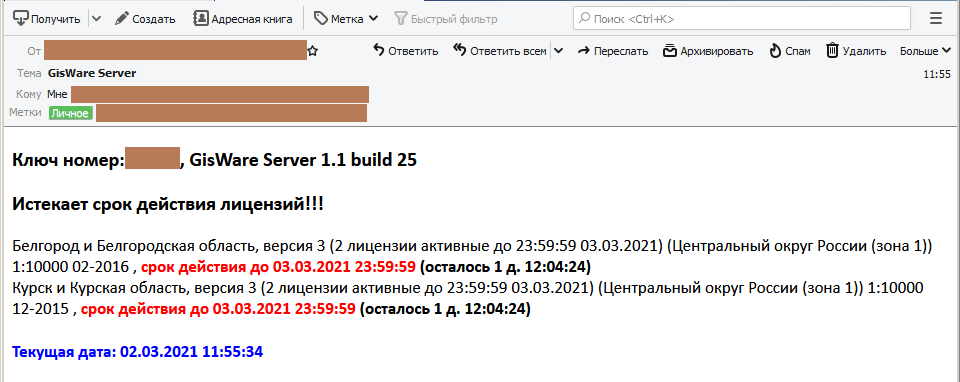 Получить Создать Адресная книга Метка Быстрый фильтр Поиск <Ctrl+K>
От Ответить Ответить всем Переслать Архивировать Спам Удалить Больше
Тема GisWare Server 11:55
Кому Мне
Метки Личное
Ключ номер: , GisWare Server 1.1 build 25
Истекает срок действия лицензий!!!
Белгород и Белгородская область, версия 3 (2 лицензии активные до 23:59:59 03.03.2021) (Центральный округ России (зона 1))
1:10000 02-2016 , срок действия до 03.03.2021 23:59:59 (осталось 1 д. 12:04:24)
Курск и Курская область, версия 3 (2 лицензии активные до 23:59:59 03.03.2021) (Центральный округ России (зона 1)) 1:10000
12-2015 , срок действия до 03.03.2021 23:59:59 (осталось 1 д. 12:04:24)
Текущая дата: 02.03.2021 11:55:34